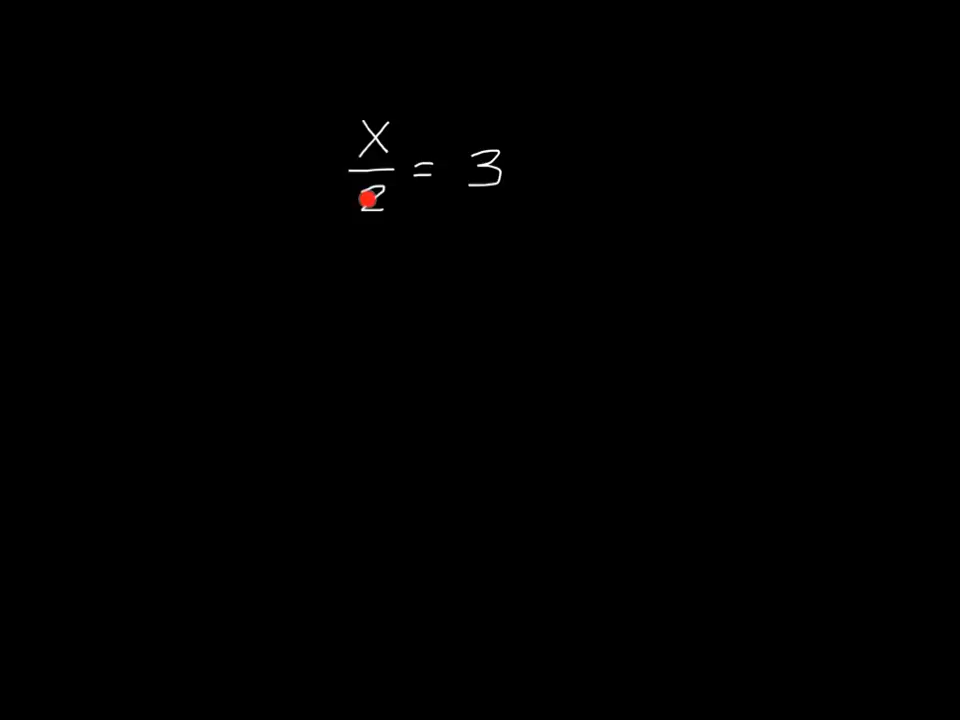 x/2 = 3